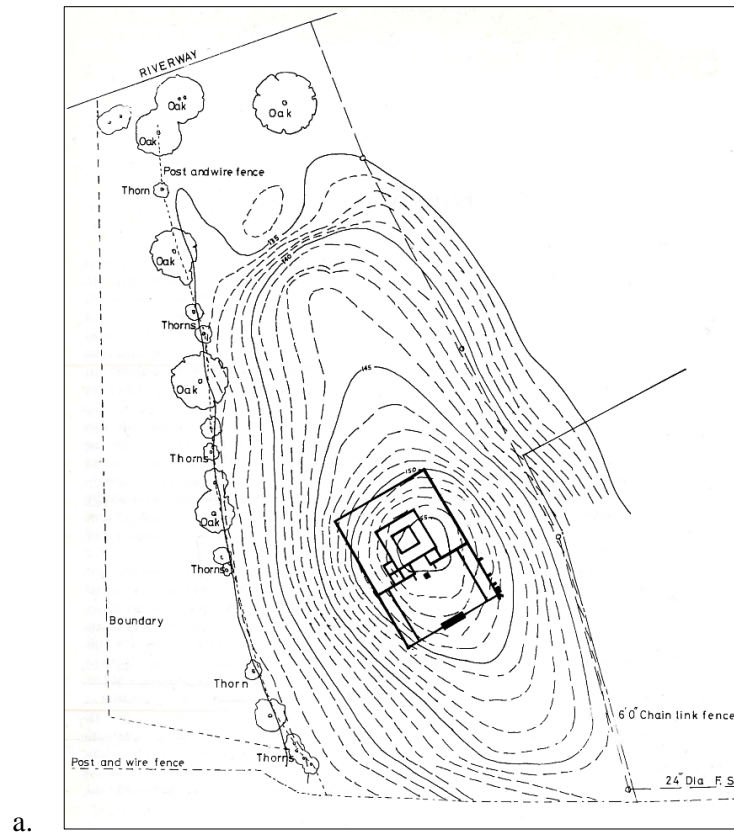 RIVERWAY
Oak
Oak
Oak
Post and wire fence
Thorn
135
140
Oak
Thorns
145
Oak
Thorns
150
Oak
Thorns
Boundary
Thorn
6'0" Chain link fence
Thorns
Post and wire fence
24" Dia F.S
a.